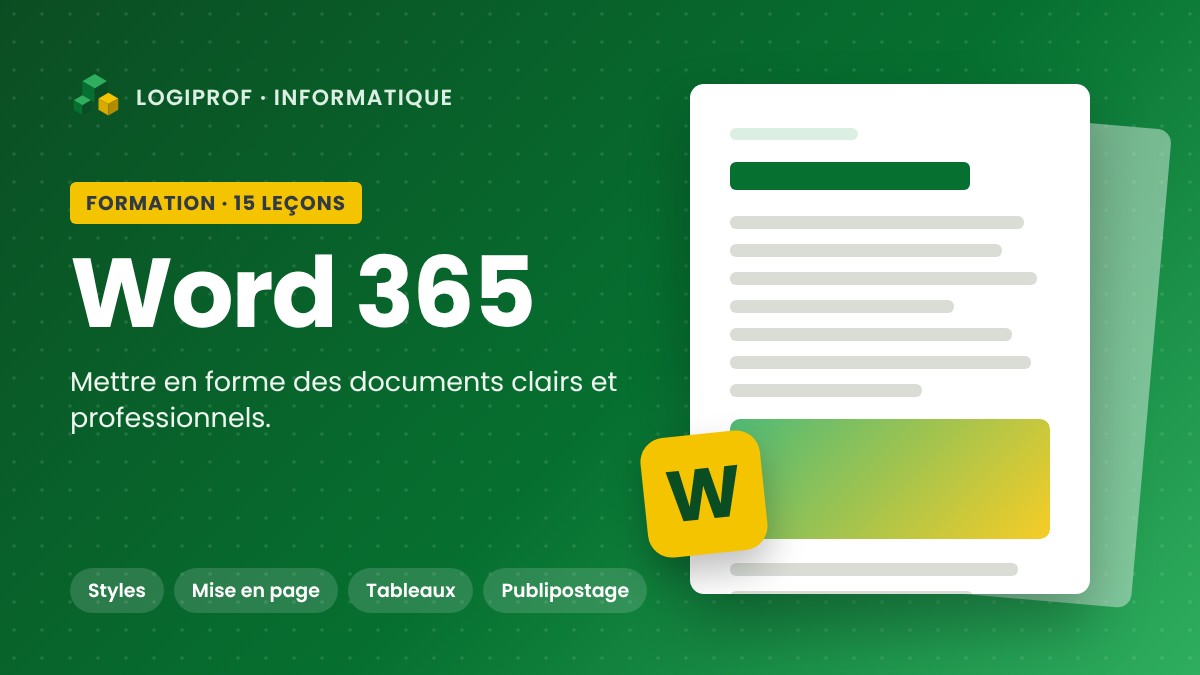 LOGIPROF · INFORMATIQUE
FORMATION · 15 LEÇONS
Word 365
Mettre en forme des documents clairs et
professionnels.
W
Styles
Mise en page
Tableaux
Publipostage